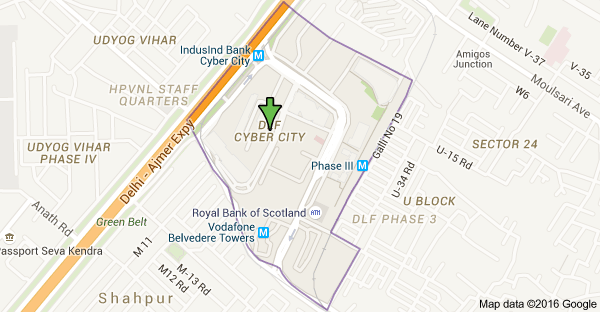 Lane Number V-37
UDYOG VIHAR
IndusInd Bank
Cyber City
Amigos
Junction
V-35
Moulsari Ave
HPVNL STAFF
QUARTERS
W6
DLF
CYBER CITY
Galli No 19
SECTOR 24
UDYOG VIHAR
PHASE IV
Delhi - Ajmer Expy
Phase III
U-15 Rd
U-34 Rd
U BLOCK
Anath Rd
Green Belt
Royal Bank of Scotland
ATM
DLF PHASE 3
Vodafone
Belvedere Towers
Passport Seva Kendra
M 11
M-13 Rd
M12 Rd
Shahpur
Map data ©2016 Google